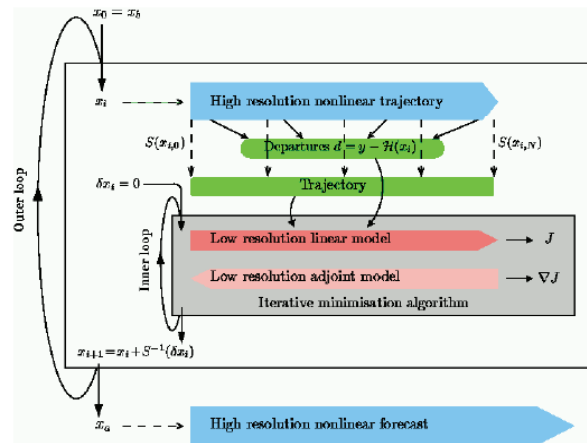 x_0 = x_b
x_i
High resolution nonlinear trajectory
S(x_{i,0})
Departures d = y − H(x_i)
S(x_{i,N})
δx_i = 0
Trajectory
Outer loop
Inner loop
Low resolution linear model
J
Low resolution adjoint model
∇J
Iterative minimisation algorithm
x_{i+1} = x_i + S^{-1}(δx_i)
x_a
High resolution nonlinear forecast